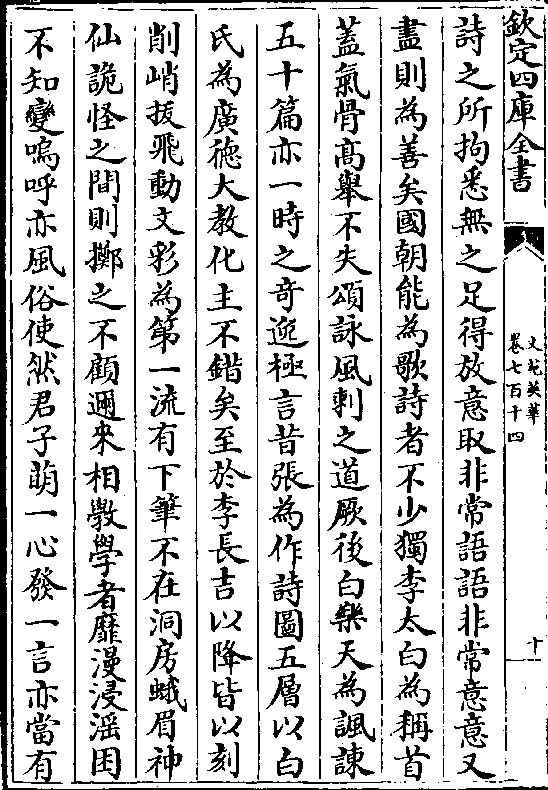 欽定四庫全書
文苑英華
卷七百十四
十
詩之所拘悉無之足得放意取非常語語非常意意又
盡則為善矣國朝能為歌詩者不少獨李太白為稱首
蓋氣骨髙舉不失頌詠風刺之道厥後白樂天為諷諫
五十篇亦一時之竒逰極言昔張為作詩圖五層以白
氏為廣徳大教化主不錯矣至於李長吉以降皆以刻
削峭拔飛動文彩為第一流有下筆不在洞房蛾眉神
仙詭怪之間則擲之不顧邇來相斆學者靡漫浸淫困
不知變嗚呼亦風俗使然君子萌一心發一言亦當有